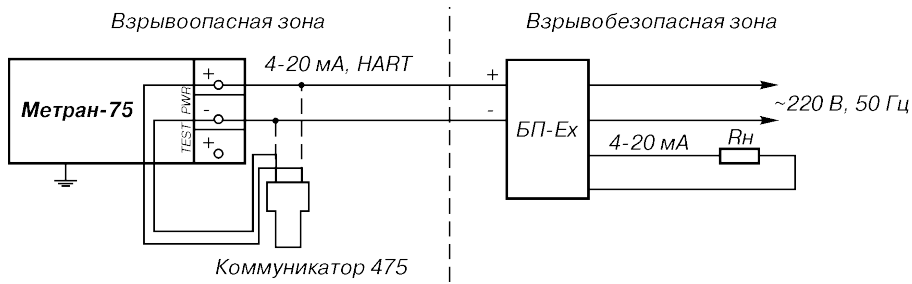 Взрывоопасная зона
Взрывобезопасная зона
4-20 мА, HART
Метран-75
+
-
+
PWR
TEST
+
-
БП-Ex
~220 В, 50 Гц
4-20 мА
Rн
Коммуникатор 475